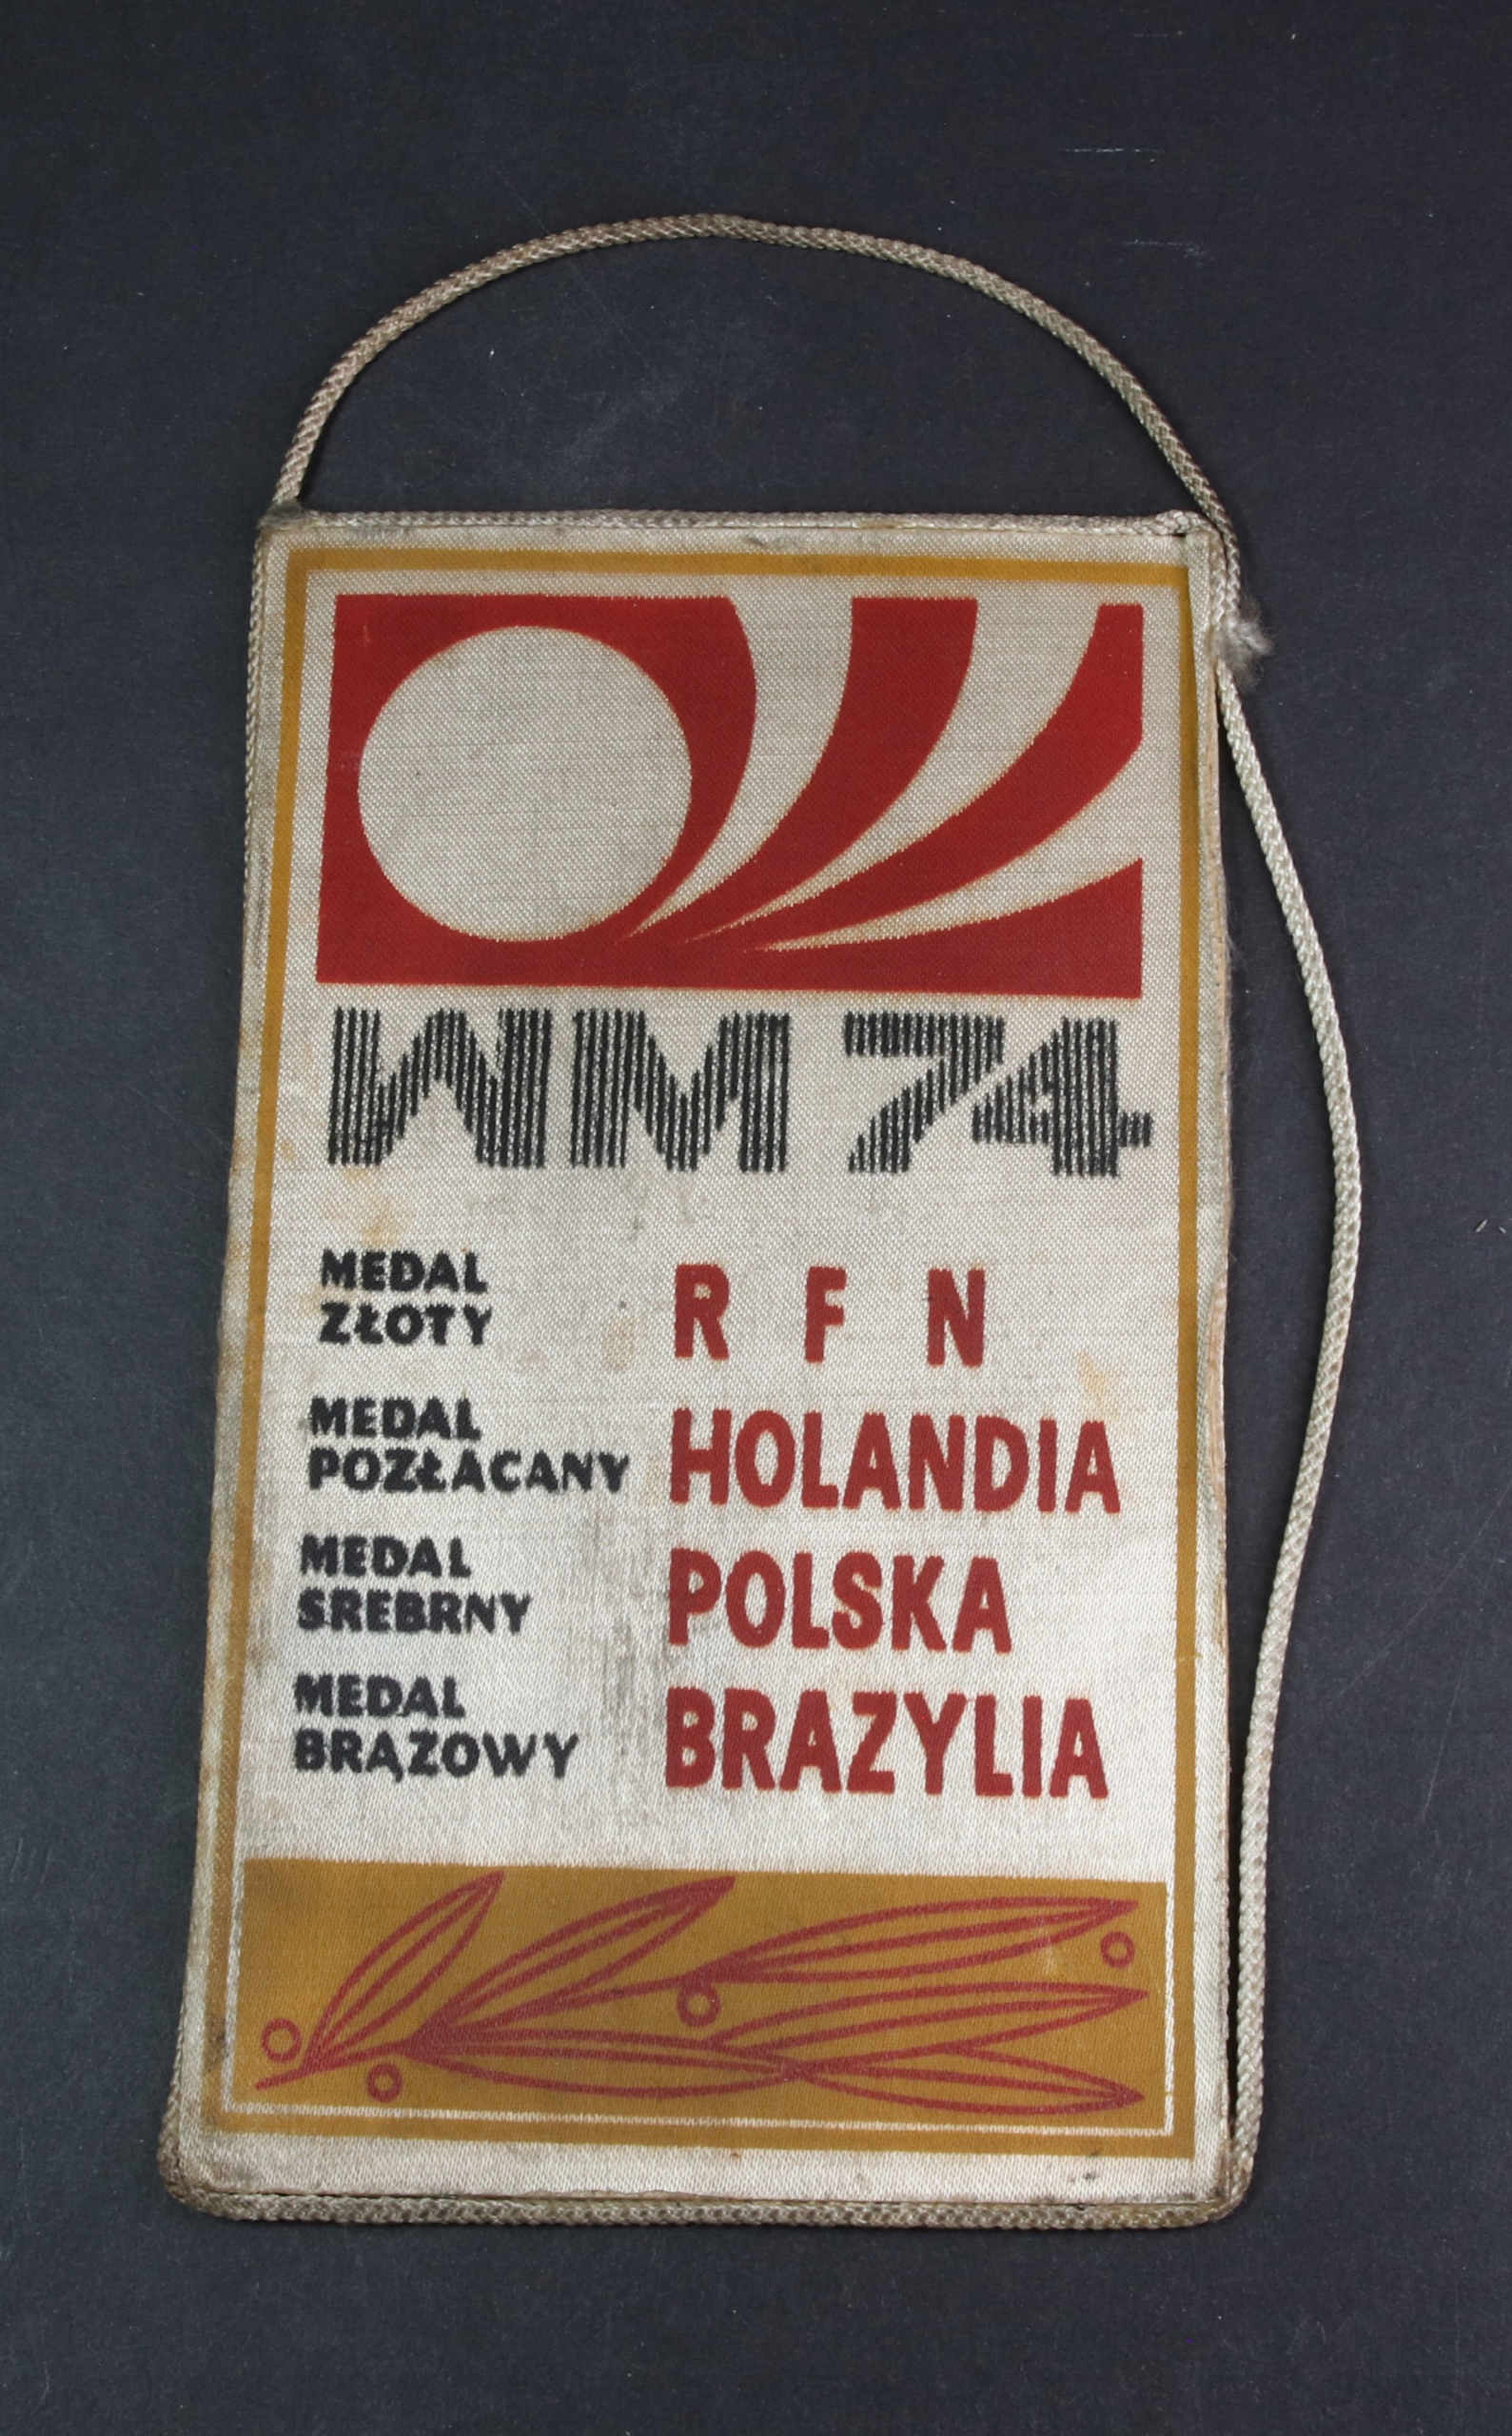 WM 74
MEDAL
ZŁOTY
R F N
MEDAL
POZŁACANY
HOLANDIA
MEDAL
SREBRNY
POLSKA
MEDAL
BRĄZOWY
BRAZYLIA